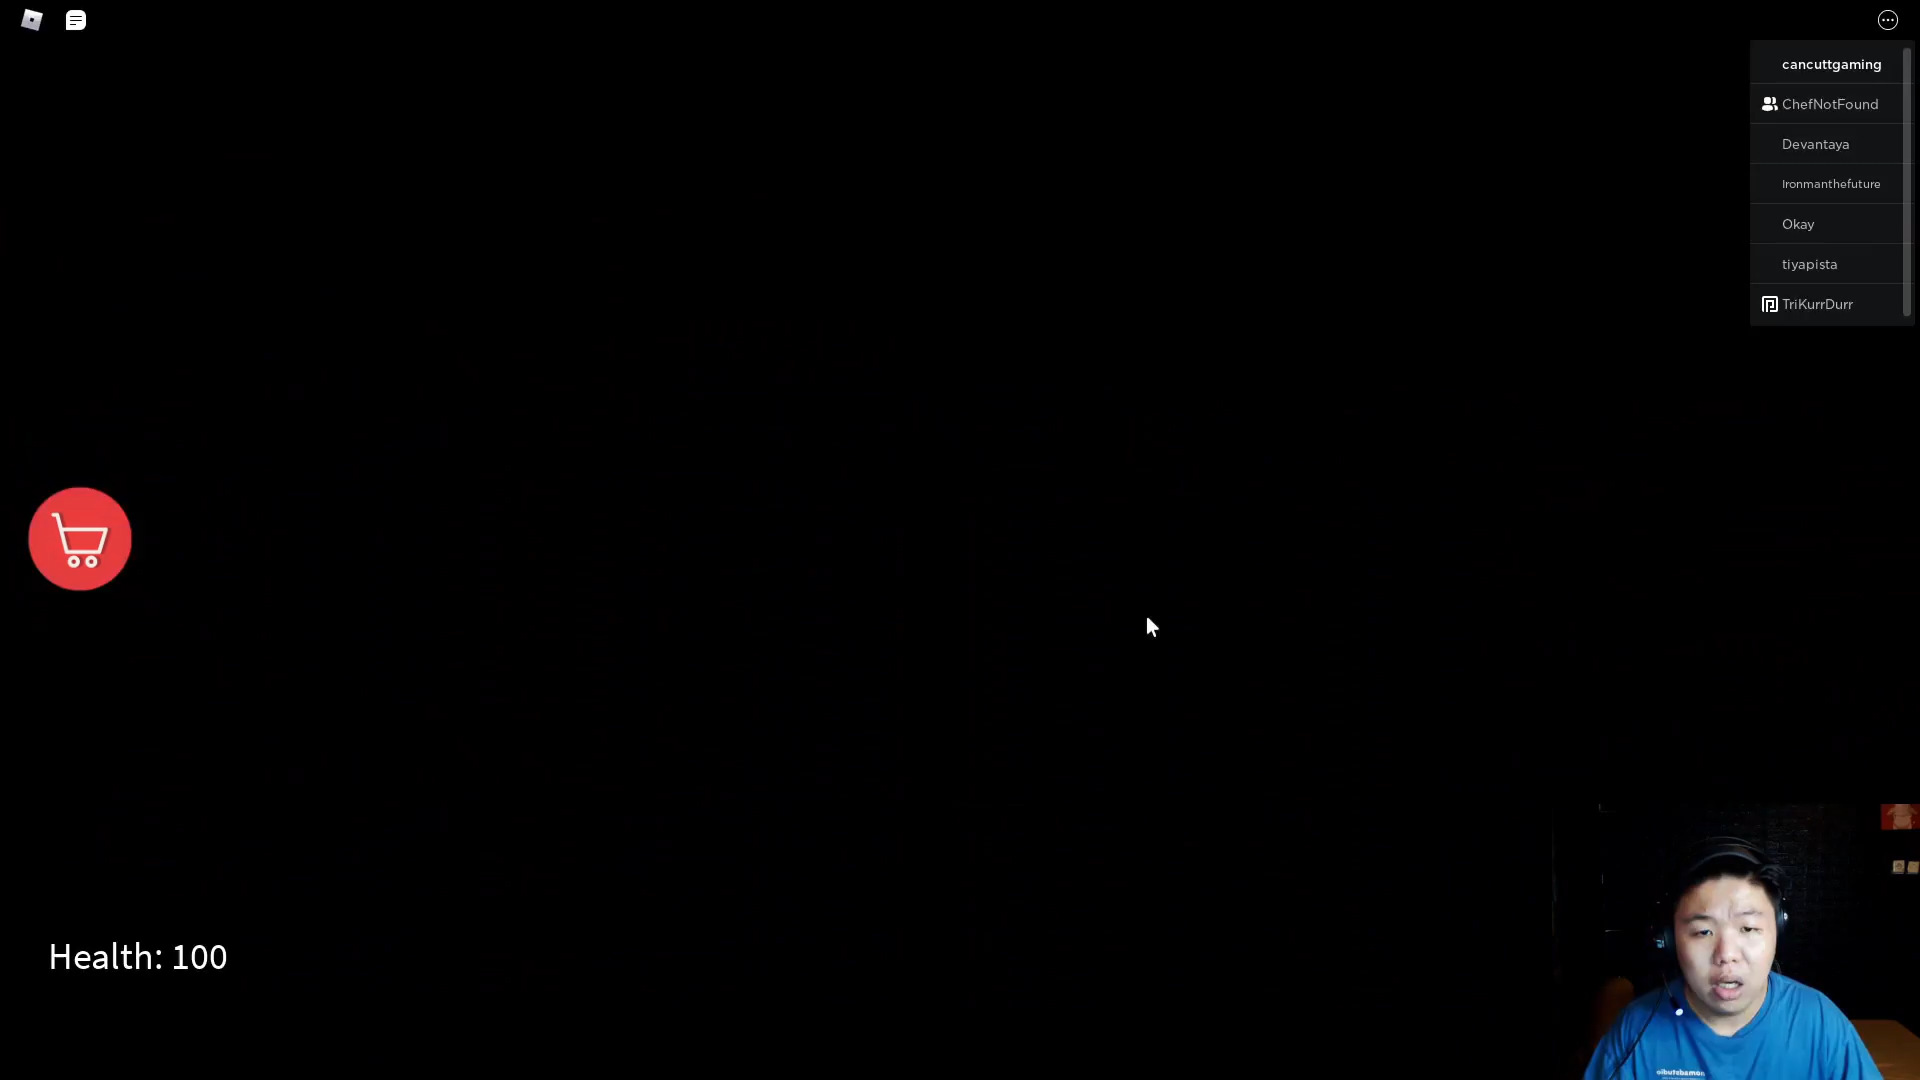 cancuttgaming
ChefNotFound
Devantaya
Ironmanthefuture
Okay
tiyapista
TriKurrDurr
Health: 100